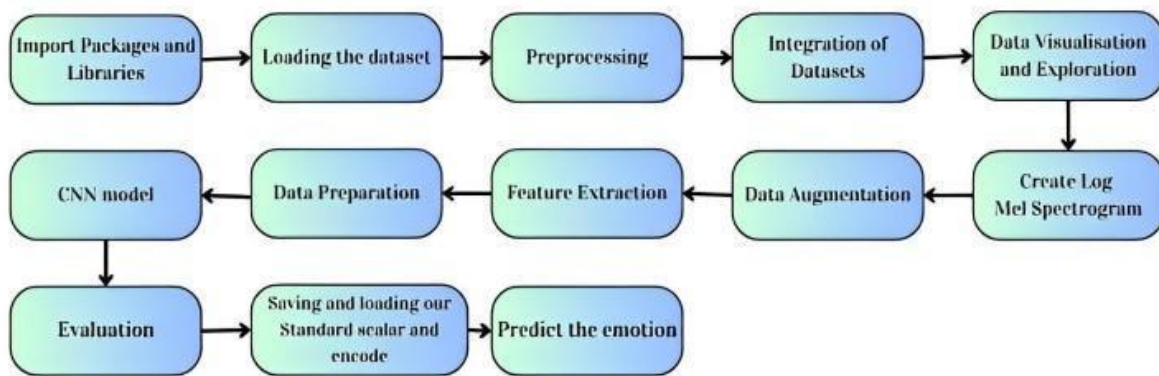 Import Packages and
Libraries
Loading the dataset
Preprocessing
Integration of
Datasets
Data Visualisation
and Exploration
Create Log
Mel Spectrogram
Data Augmentation
Feature Extraction
Data Preparation
CNN model
Evaluation
Saving and loading our
Standard scalar and
encode
Predict the emotion